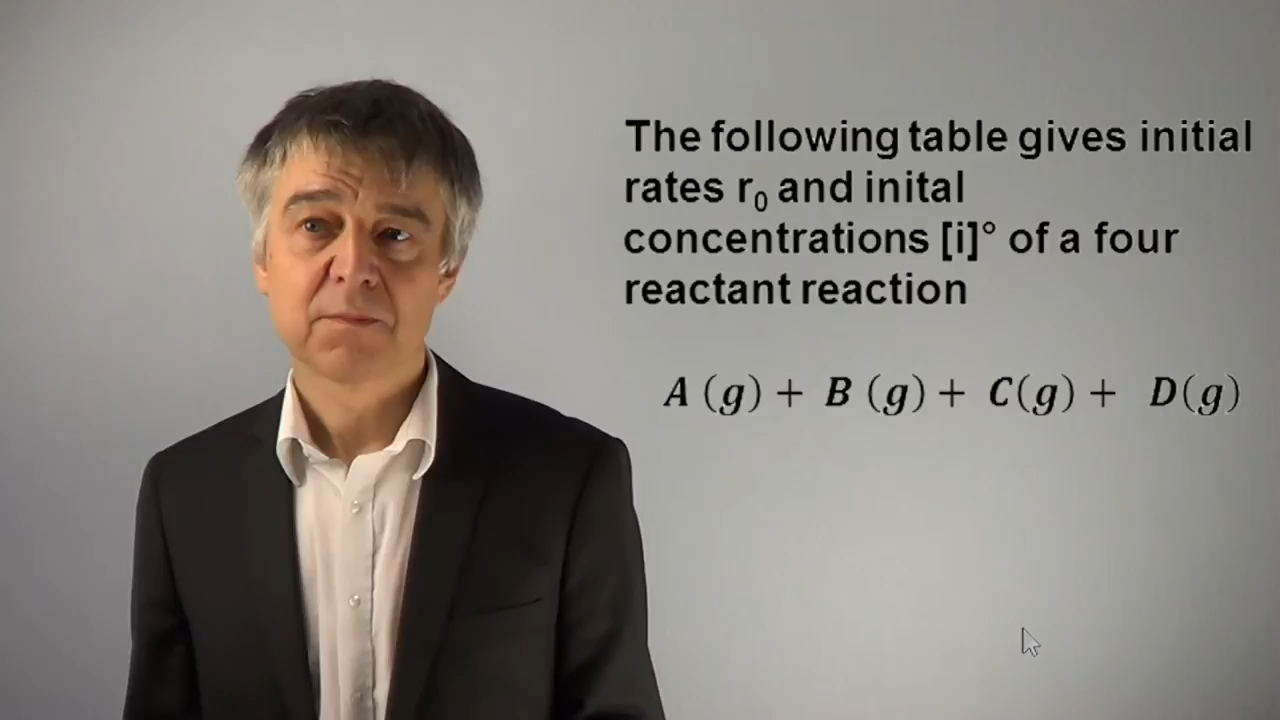 The following table gives initial
rates r₀ and inital
concentrations [i]° of a four
reactant reaction
A (g) + B (g) + C(g) + D(g)